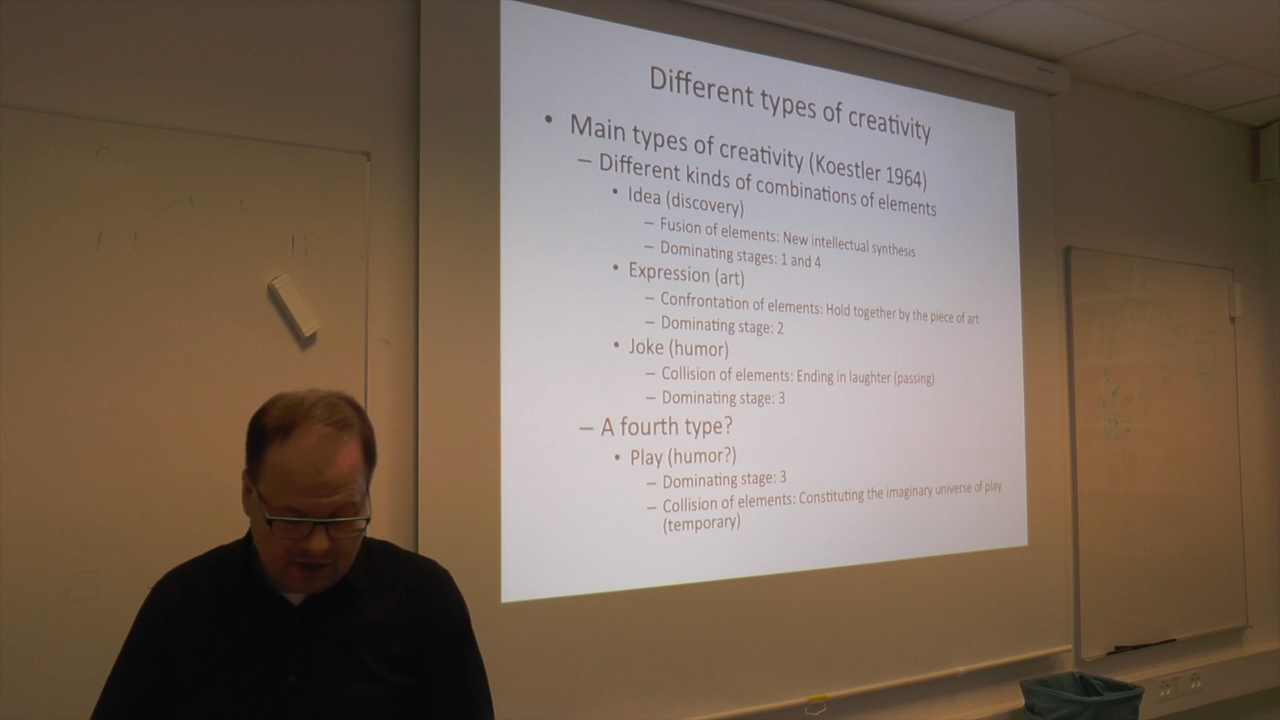 Different types of creativity
• Main types of creativity (Koestler 1964)
– Different kinds of combinations of elements
• Idea (discovery)
– Fusion of elements: New intellectual synthesis
– Dominating stages: 1 and 4
• Expression (art)
– Confrontation of elements: Hold together by the piece of art
– Dominating stage: 2
• Joke (humor)
– Collision of elements: Ending in laughter (passing)
– Dominating stage: 3
– A fourth type?
• Play (humor?)
– Dominating stage: 3
– Collision of elements: Constituting the imaginary universe of play
(temporary)